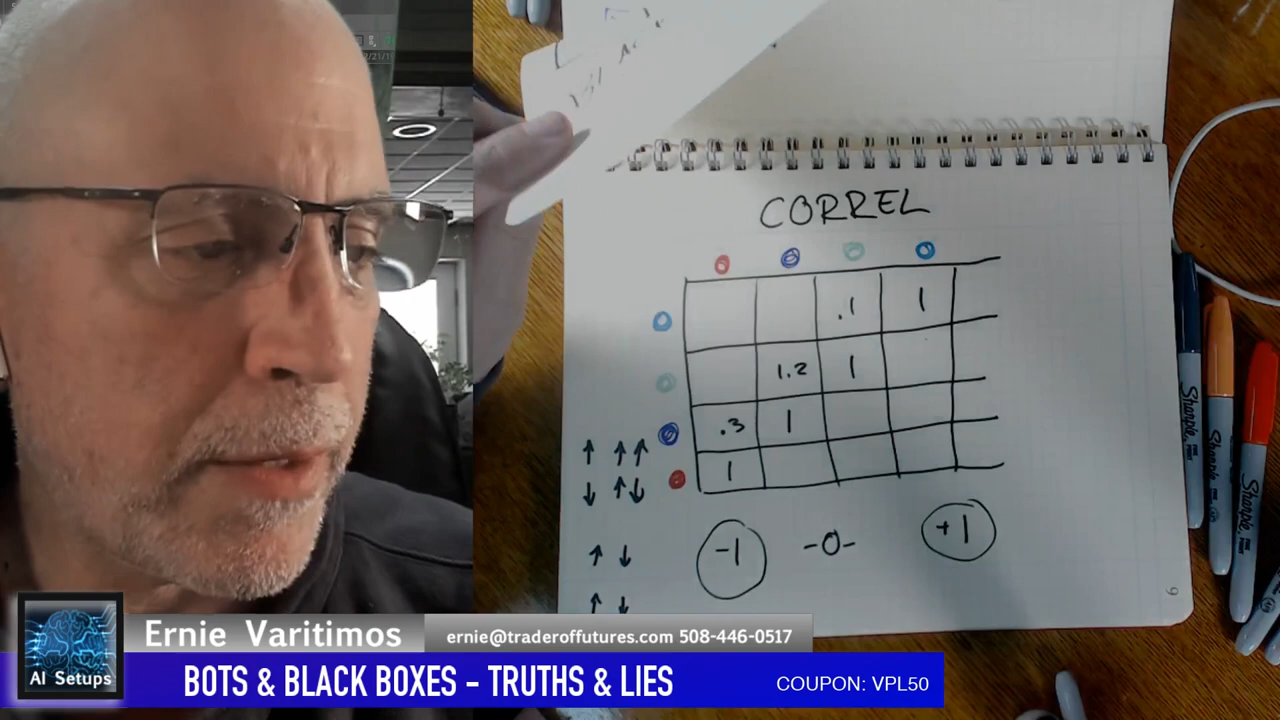 CORREL
.1 1
1.2 1
.3 1
1
-1 -0- +1
9
Sharpie
Sharpie
Sharpie
AI Setups
Ernie Varitimos
ernie@traderoffutures.com 508-446-0517
BOTS & BLACK BOXES - TRUTHS & LIES
COUPON: VPL50